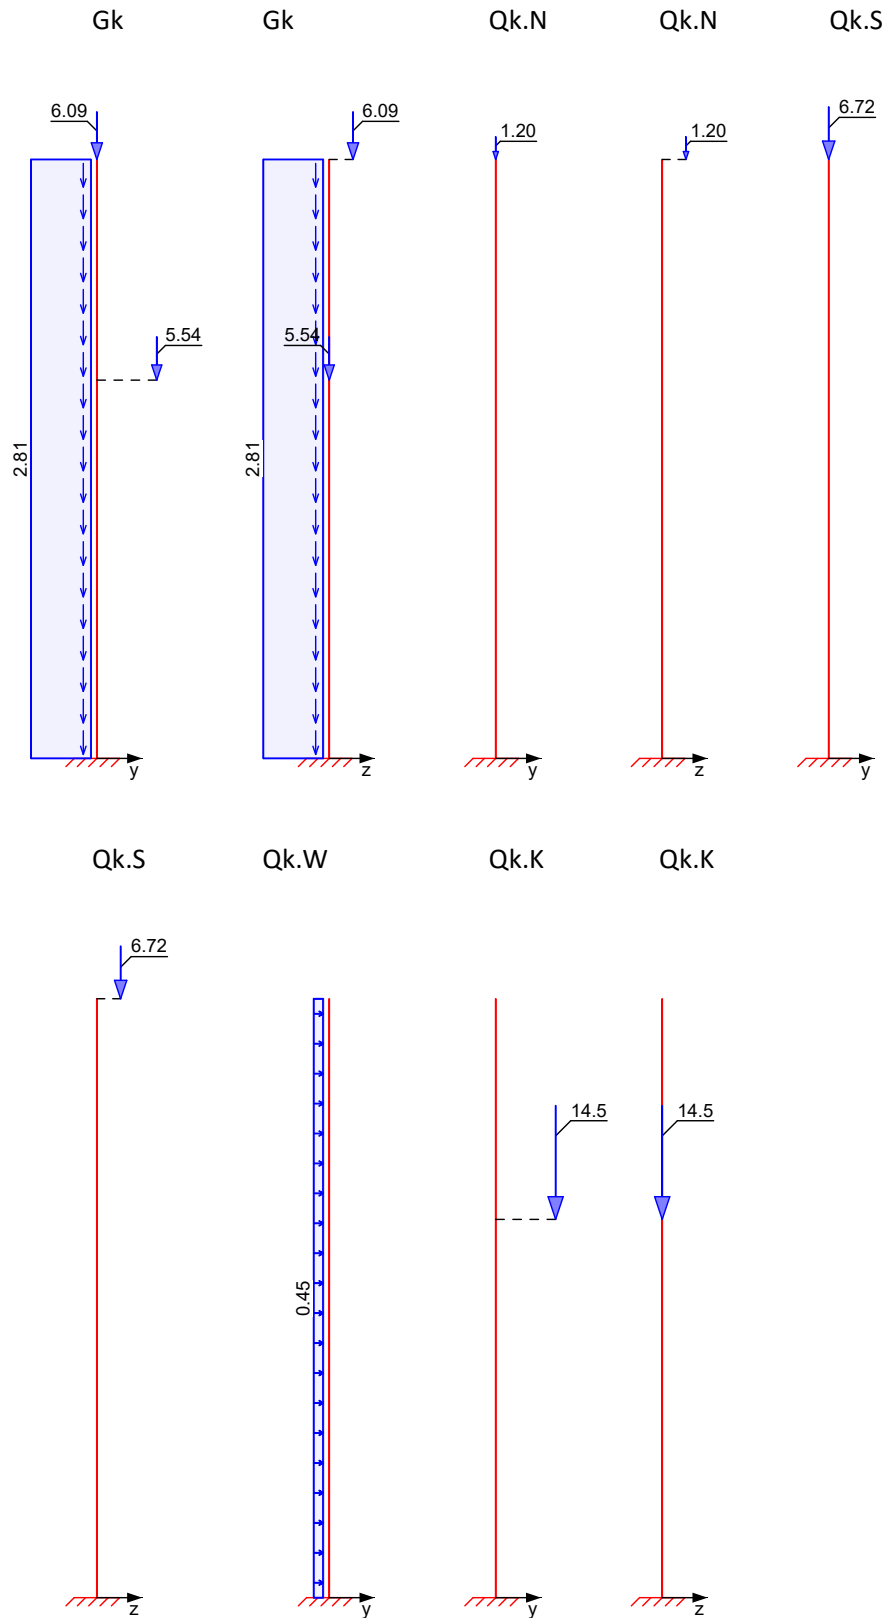 Gk Gk Qk.N Qk.N Qk.S
6.09 6.09 1.20 1.20 6.72
5.54 5.54
2.81 2.81
y z y z y
Qk.S Qk.W Qk.K Qk.K
6.72
14.5 14.5
0.45
z y y z